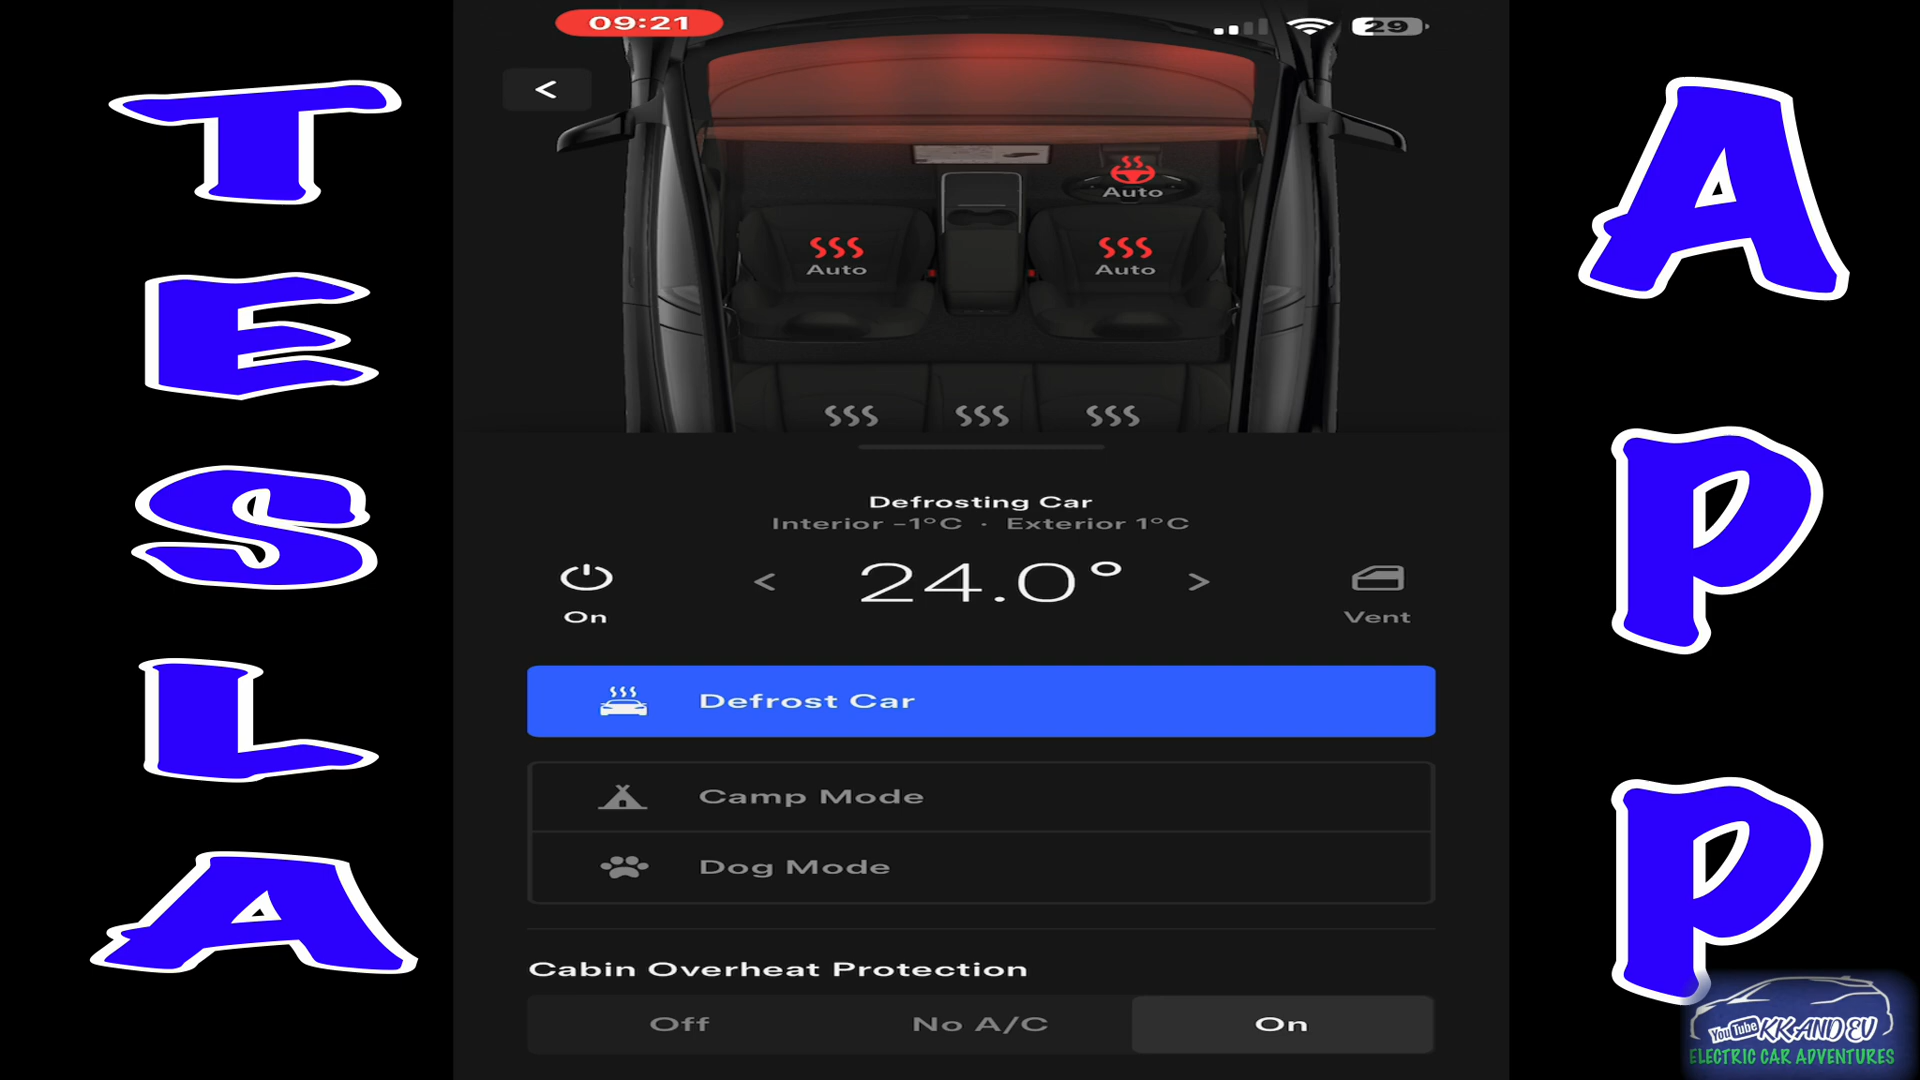 TESLA
APP
09:21
29
Auto
Auto
Auto
Defrosting Car
Interior -1°C · Exterior 1°C
24.0°
On
Vent
Defrost Car
Camp Mode
Dog Mode
Cabin Overheat Protection
Off
No A/C
On
YouTube KK AND EV
ELECTRIC CAR ADVENTURES